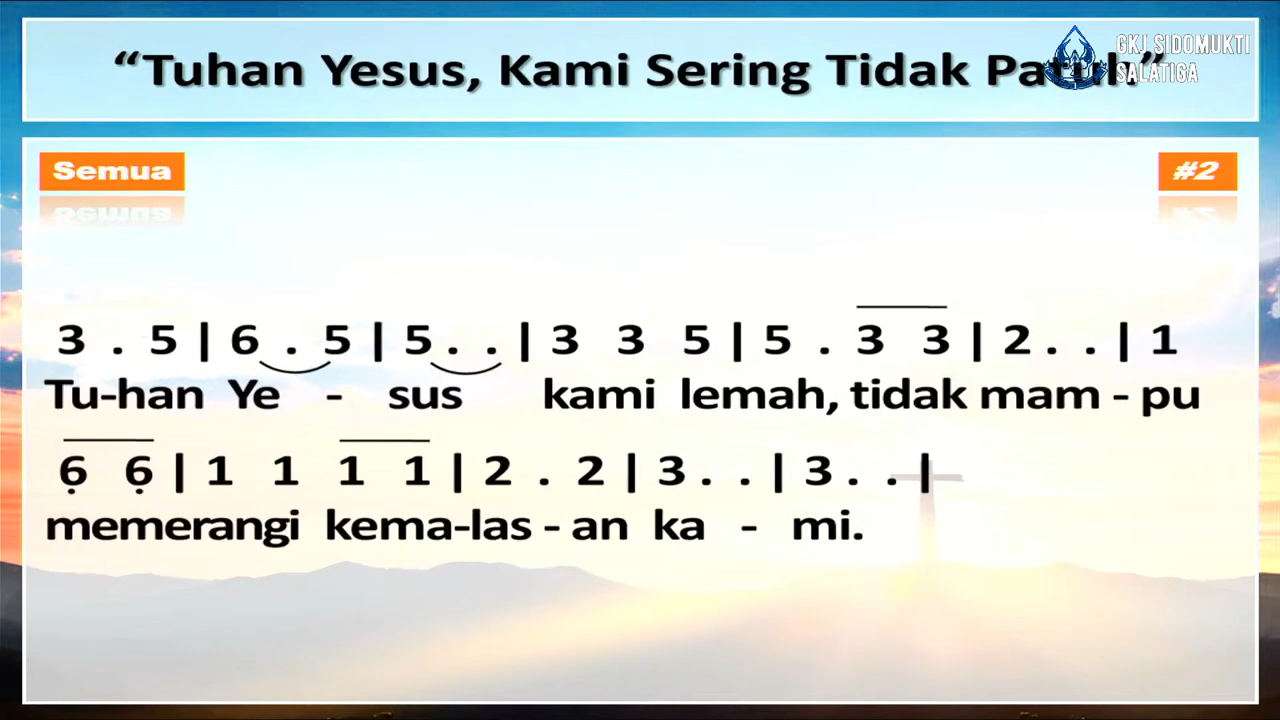 “Tuhan Yesus, Kami Sering Tidak
GKJ SIDOMUKTI
SALATIGA
Semua
#2
3 . 5 | 6 . 5 | 5 . . | 3 3 5 | 5 . 3 3 | 2 . . | 1
Tu-han Ye - sus kami lemah, tidak mam - pu
6̣ 6̣ | 1 1 1 1 | 2 . 2 | 3 . . | 3 . . |
memerangi kema-las - an ka - mi.